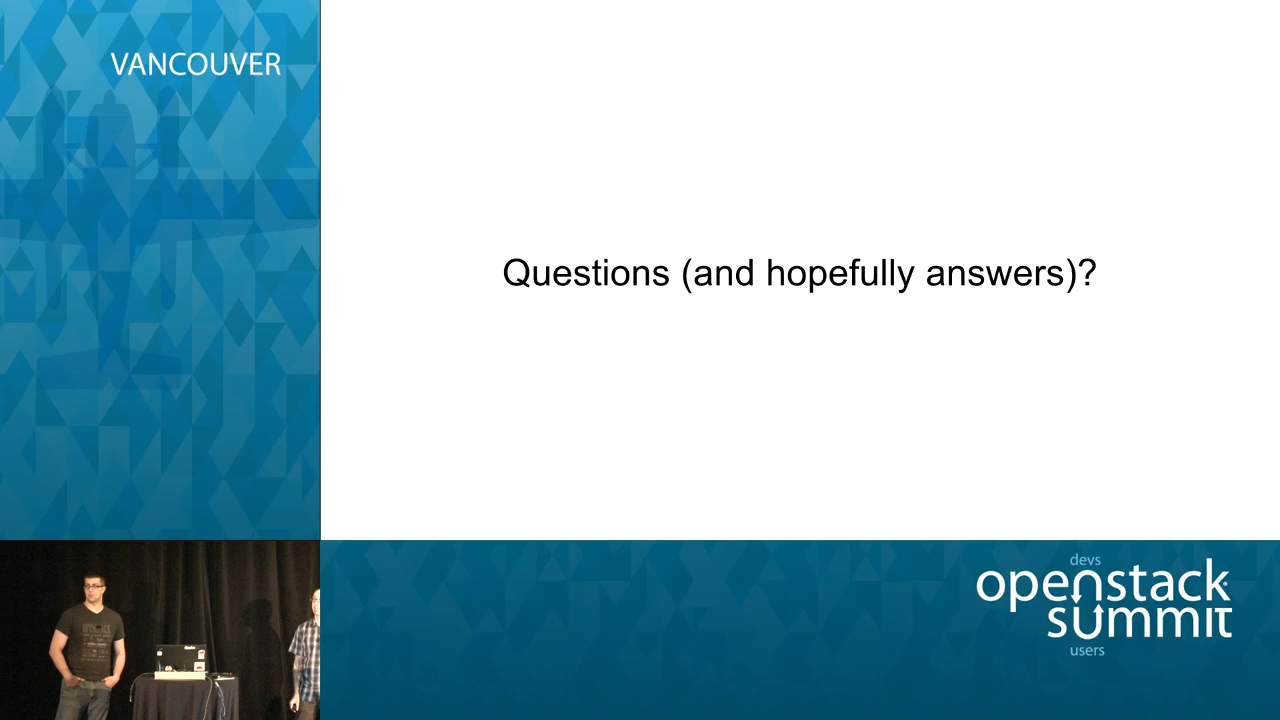 VANCOUVER
Questions (and hopefully answers)?
devs
openstack
summit
users